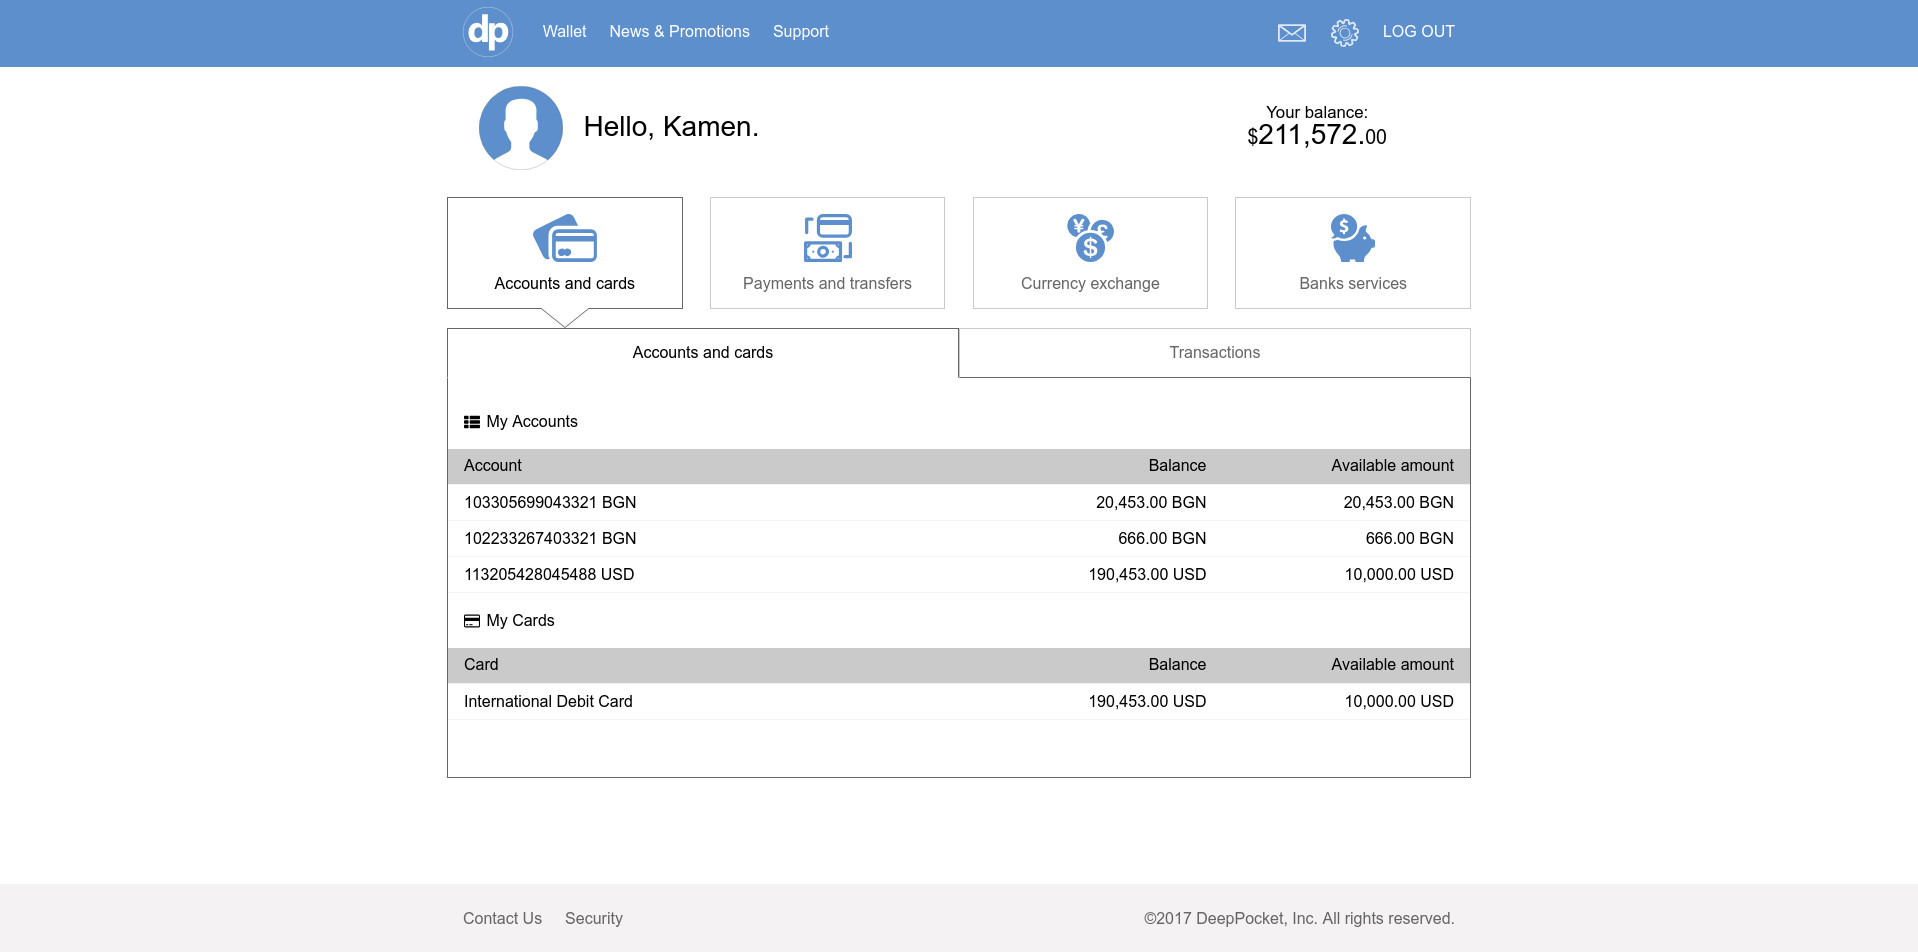 dp Wallet News & Promotions Support LOG OUT
Hello, Kamen.
Your balance:
$211,572.00
Accounts and cards
¥ £ $
Payments and transfers
Currency exchange
$
Banks services
Accounts and cards Transactions
My Accounts
Account Balance Available amount
103305699043321 BGN 20,453.00 BGN 20,453.00 BGN
102233267403321 BGN 666.00 BGN 666.00 BGN
113205428045488 USD 190,453.00 USD 10,000.00 USD
My Cards
Card Balance Available amount
International Debit Card 190,453.00 USD 10,000.00 USD
Contact Us Security ©2017 DeepPocket, Inc. All rights reserved.